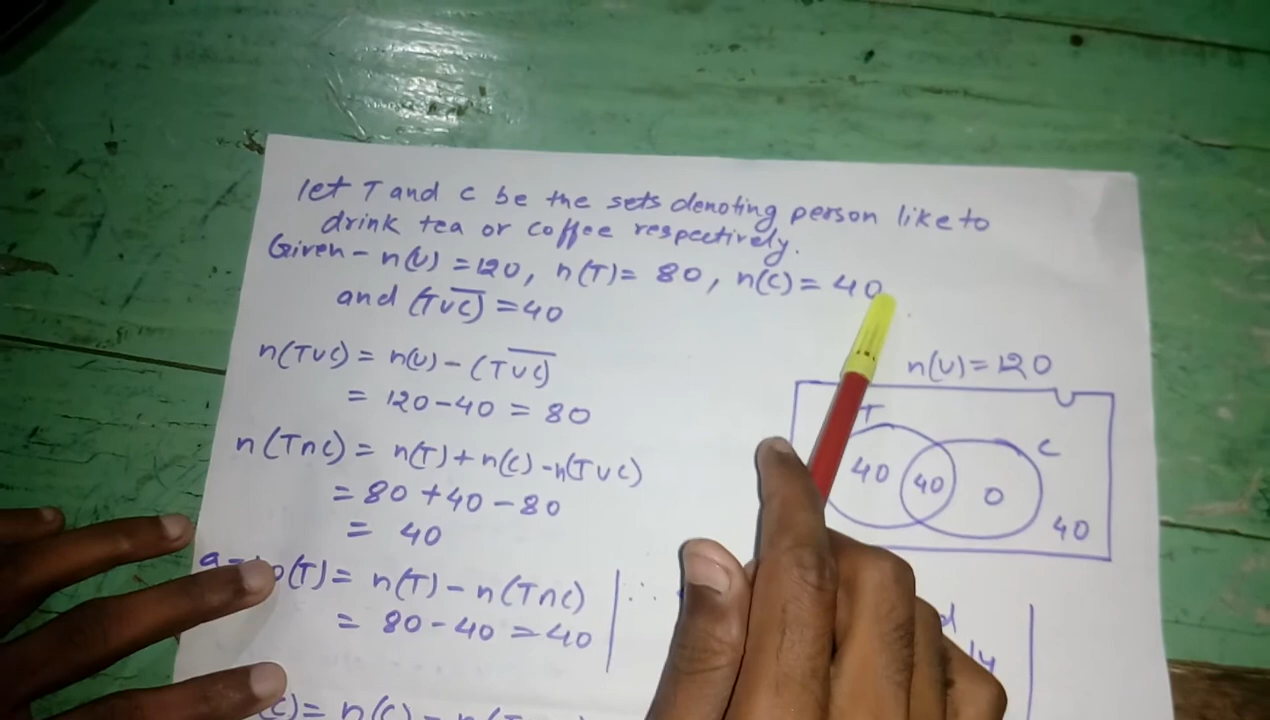 let T and C be the sets denoting person like to
drink tea or coffee respectively.
Given - n(U) = 120, n(T) = 80, n(C) = 40
and (T∪C)̅ = 40
n(T∪C) = n(U) - (T∪C)̅
= 120 - 40 = 80
n(T∩C) = n(T) + n(C) - n(T∪C)
= 80 + 40 - 80
= 40
(T) = n(T) - n(T∩C)
= 80 - 40 = 40
∴
n(U) = 120
T
C
40
40
0
40
ly
= n(C) -